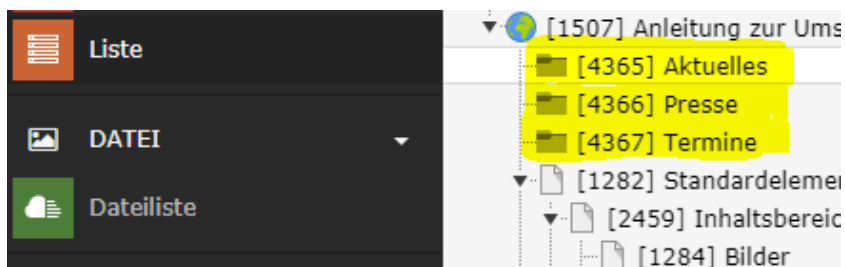 Liste
DATEI
Dateiliste
[1507] Anleitung zur Ums
[4365] Aktuelles
[4366] Presse
[4367] Termine
[1282] Standardelemen
[2459] Inhaltsbereic
[1284] Bilder